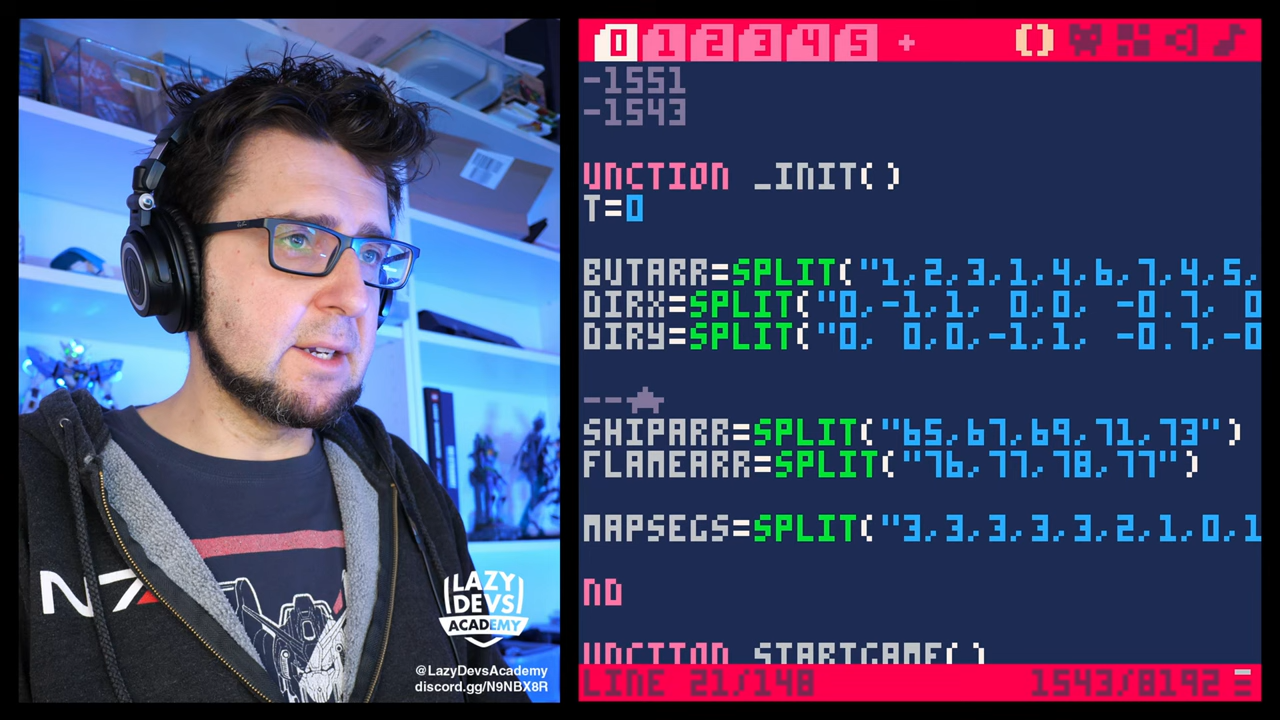 0 1 2 3 4 5 +
-1551
-1543
UNCTION _INIT()
T=0
BUTARR=SPLIT("1,2,3,1,4,6,7,4,5,
DIRX=SPLIT("0,-1,1, 0,0, -0.7, 0
DIRY=SPLIT("0, 0,0,-1,1, -0.7,-0
--
SHIPARR=SPLIT("65,67,69,71,73")
FLAMEARR=SPLIT("76,77,78,77")
MAPSEGS=SPLIT("3,3,3,3,3,2,1,0,1
ND
UNCTION STARTGAME()
LINE 21/148
1543/8192
N7
LAZY
DEVS
ACADEMY
@LazyDevsAcademy
discord.gg/N9NBX8R